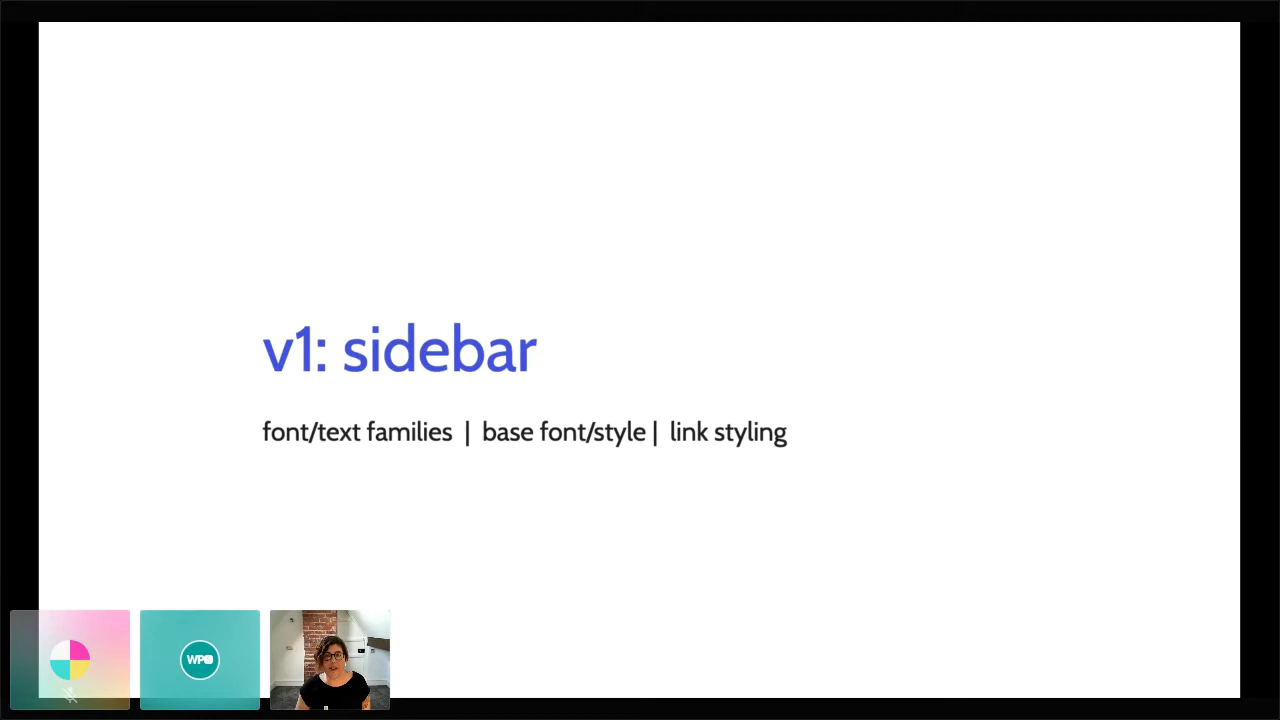 v1: sidebar
font/text families | base font/style | link styling
WP